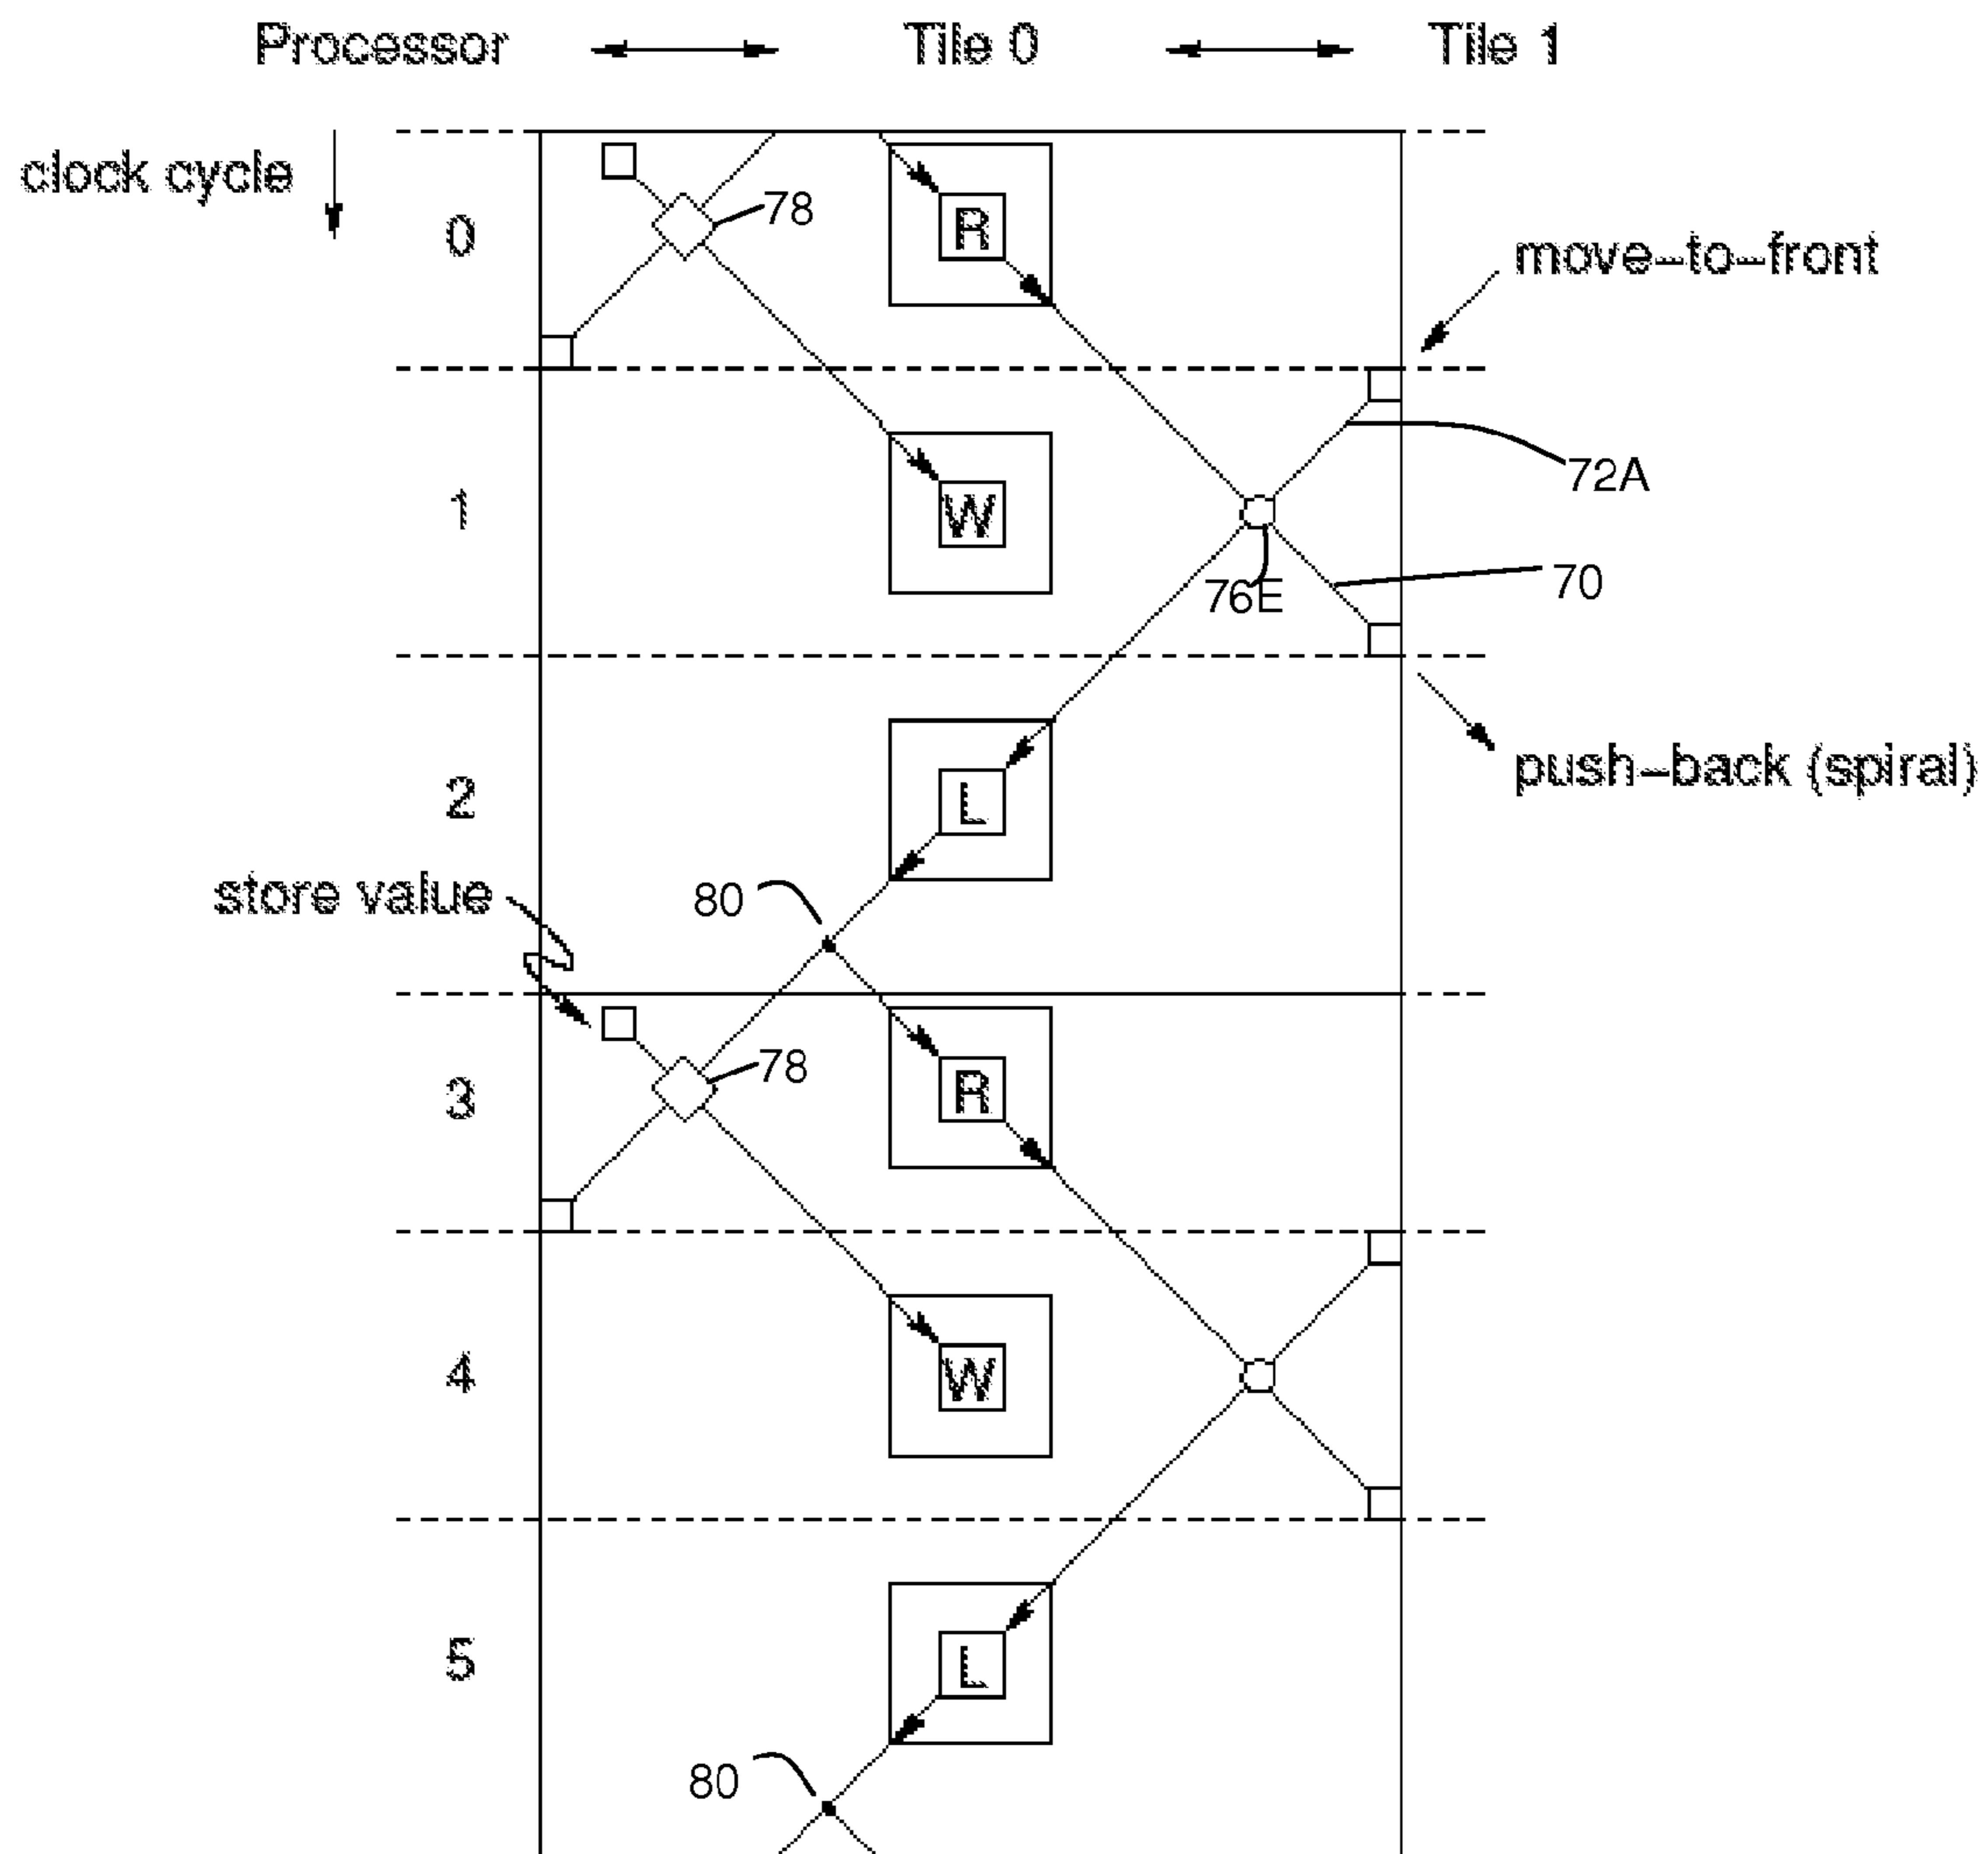 Processor Tile 0 Tile 1
clock cycle
78
0
R
move-to-front
72A
1
W
76E
70
push-back (spiral)
2
L
store value
80
78
3
R
4
W
5
L
80